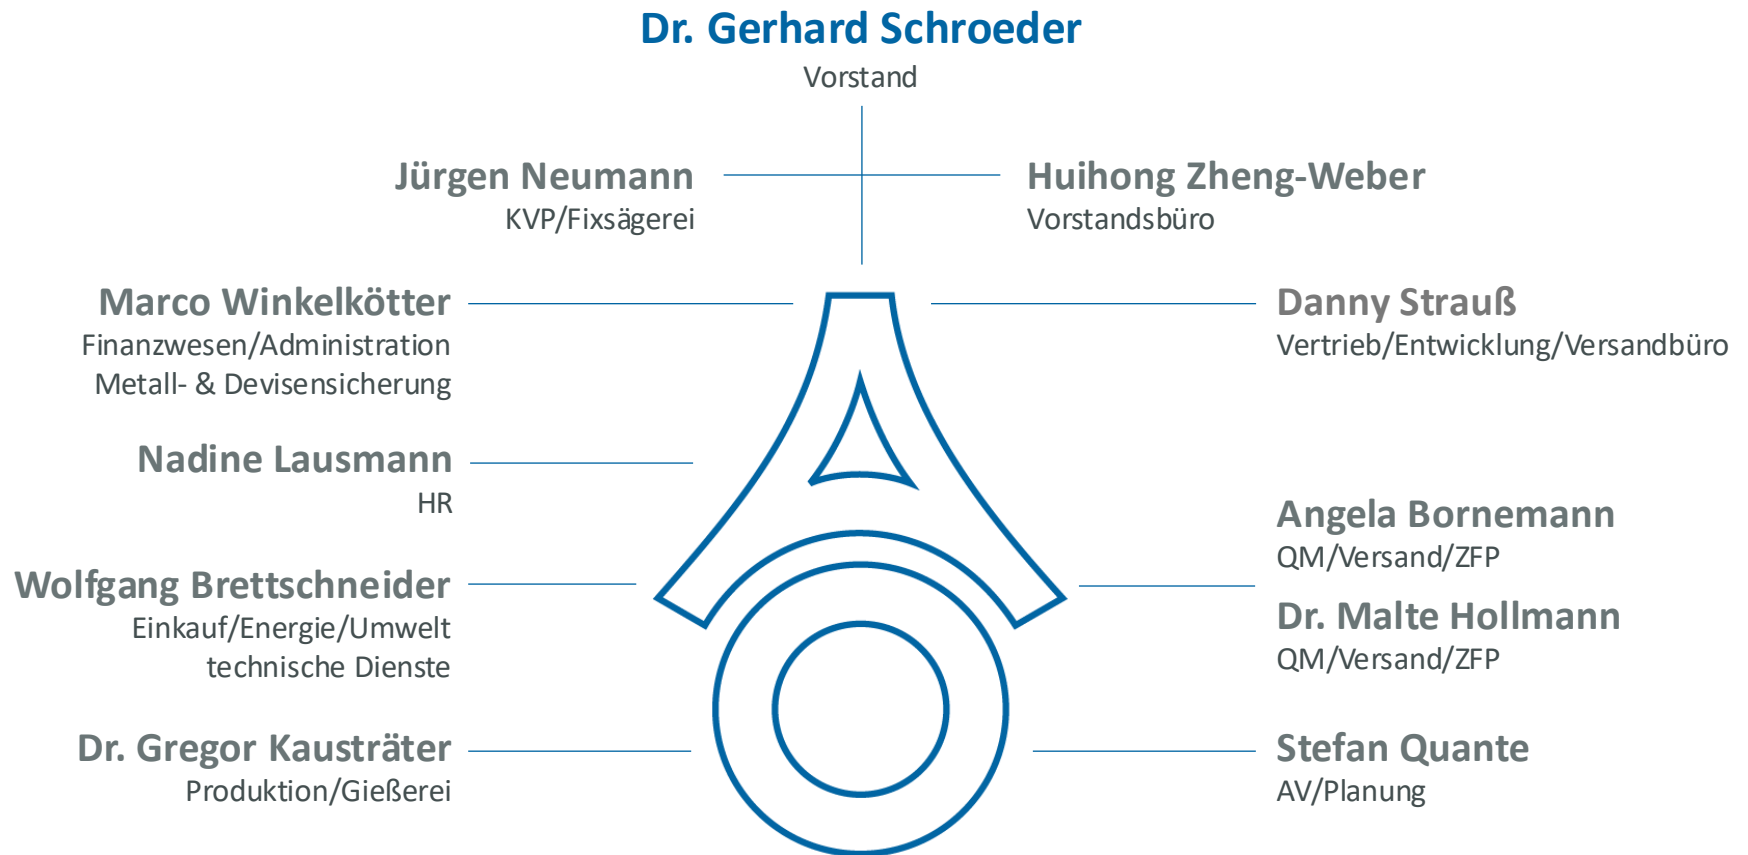 Dr. Gerhard Schroeder
Vorstand
Jürgen Neumann
KVP/Fixsägerei
Huihong Zheng-Weber
Vorstandsbüro
Marco Winkelkötter
Finanzwesen/Administration
Metall- & Devisensicherung
Danny Strauß
Vertrieb/Entwicklung/Versandbüro
Nadine Lausmann
HR
Angela Bornemann
QM/Versand/ZFP
Wolfgang Brettschneider
Einkauf/Energie/Umwelt
technische Dienste
Dr. Malte Hollmann
QM/Versand/ZFP
Dr. Gregor Kausträter
Produktion/Gießerei
Stefan Quante
AV/Planung